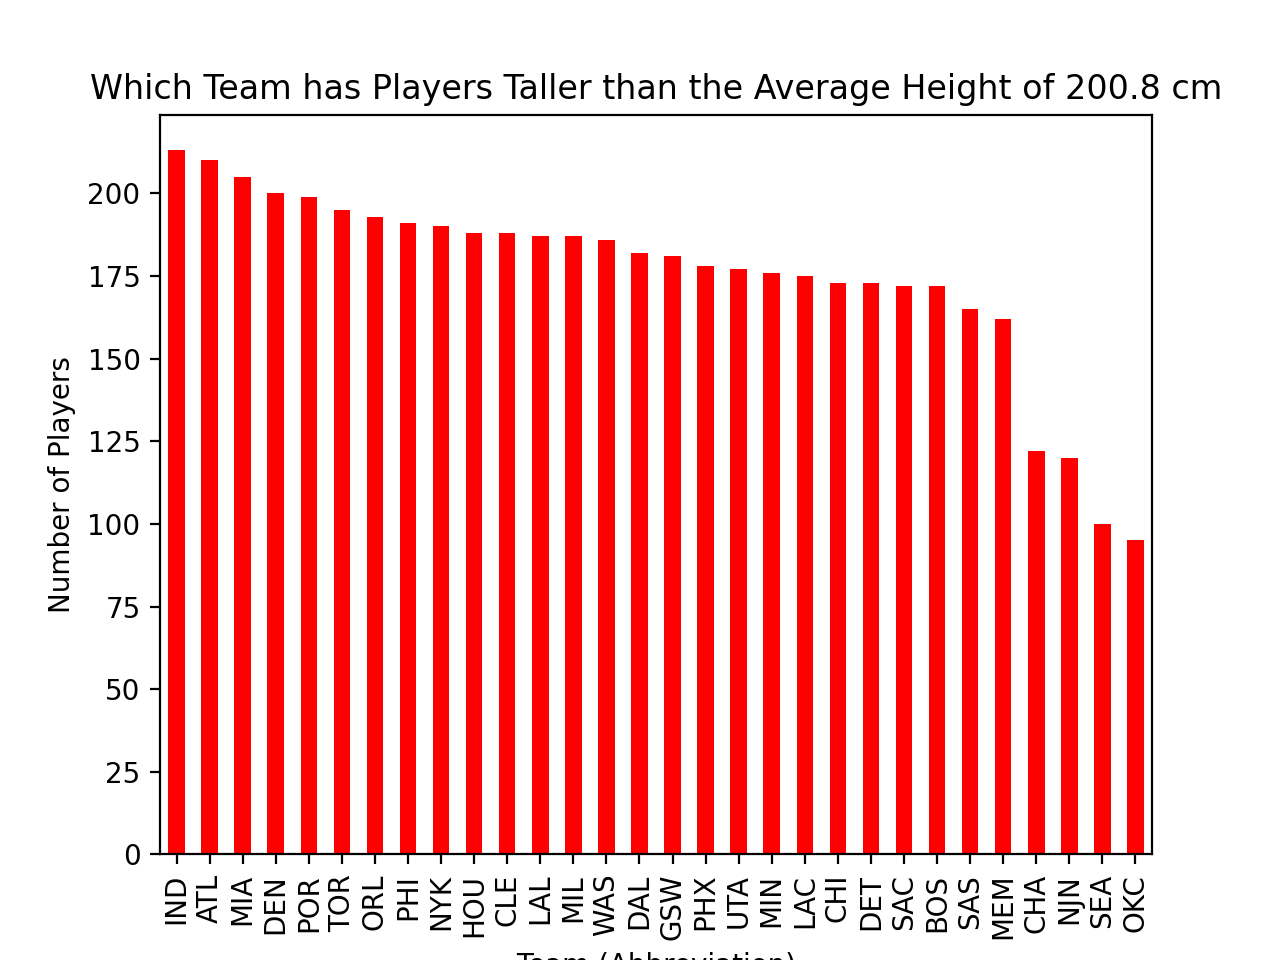 Which Team has Players Taller than the Average Height of 200.8 cm
Number of Players
200
175
150
125
100
75
50
25
0
IND
ATL
MIA
DEN
POR
TOR
ORL
PHI
NYK
HOU
CLE
LAL
MIL
WAS
DAL
GSW
PHX
UTA
MIN
LAC
CHI
DET
SAC
BOS
SAS
MEM
CHA
NJN
SEA
OKC
Team (Abbreviation)